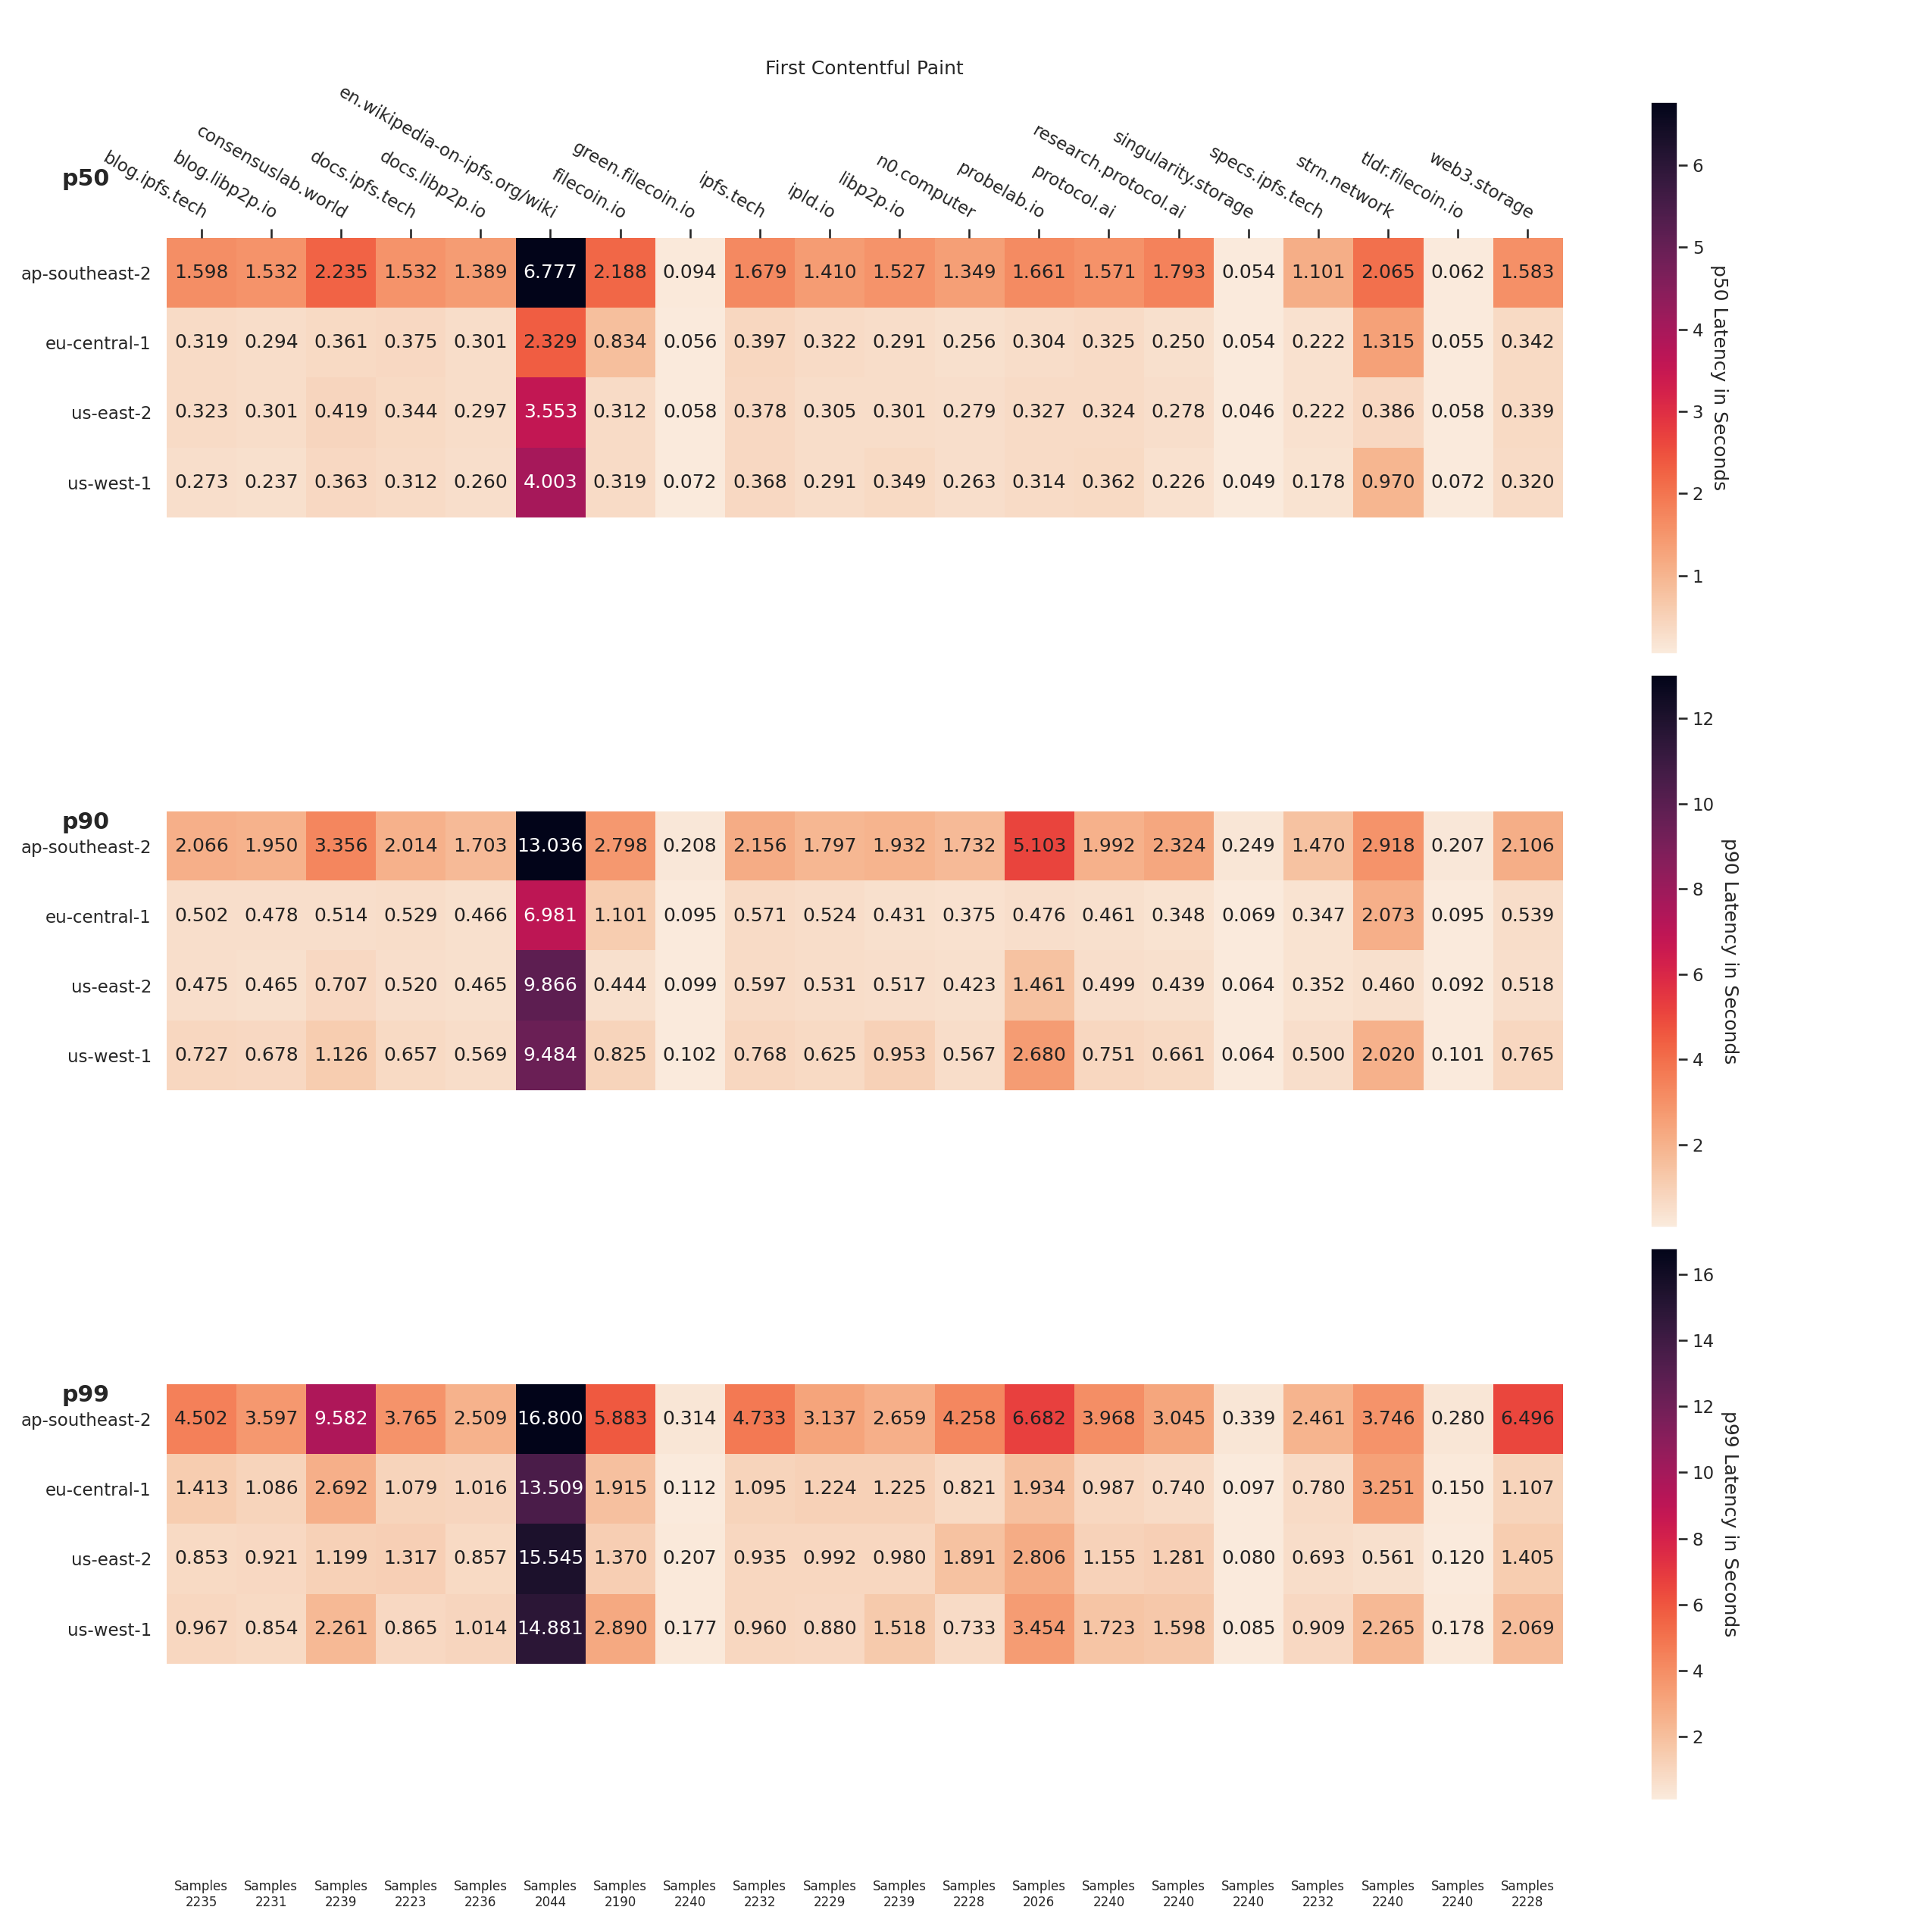 First Contentful Paint
p50
blog.ipfs.tech
blog.libp2p.io
consensuslab.world
docs.ipfs.tech
docs.libp2p.io
en.wikipedia-on-ipfs.org/wiki
filecoin.io
green.filecoin.io
ipfs.tech
ipld.io
libp2p.io
n0.computer
probelab.io
protocol.ai
research.protocol.ai
singularity.storage
specs.ipfs.tech
strn.network
tldr.filecoin.io
web3.storage
ap-southeast-2 1.598 1.532 2.235 1.532 1.389 6.777 2.188 0.094 1.679 1.410 1.527 1.349 1.661 1.571 1.793 0.054 1.101 2.065 0.062 1.583
eu-central-1 0.319 0.294 0.361 0.375 0.301 2.329 0.834 0.056 0.397 0.322 0.291 0.256 0.304 0.325 0.250 0.054 0.222 1.315 0.055 0.342
us-east-2 0.323 0.301 0.419 0.344 0.297 3.553 0.312 0.058 0.378 0.305 0.301 0.279 0.327 0.324 0.278 0.046 0.222 0.386 0.058 0.339
us-west-1 0.273 0.237 0.363 0.312 0.260 4.003 0.319 0.072 0.368 0.291 0.349 0.263 0.314 0.362 0.226 0.049 0.178 0.970 0.072 0.320
6
5
4
3
2
1
p50 Latency in Seconds
p90
ap-southeast-2 2.066 1.950 3.356 2.014 1.703 13.036 2.798 0.208 2.156 1.797 1.932 1.732 5.103 1.992 2.324 0.249 1.470 2.918 0.207 2.106
eu-central-1 0.502 0.478 0.514 0.529 0.466 6.981 1.101 0.095 0.571 0.524 0.431 0.375 0.476 0.461 0.348 0.069 0.347 2.073 0.095 0.539
us-east-2 0.475 0.465 0.707 0.520 0.465 9.866 0.444 0.099 0.597 0.531 0.517 0.423 1.461 0.499 0.439 0.064 0.352 0.460 0.092 0.518
us-west-1 0.727 0.678 1.126 0.657 0.569 9.484 0.825 0.102 0.768 0.625 0.953 0.567 2.680 0.751 0.661 0.064 0.500 2.020 0.101 0.765
12
10
8
6
4
2
p90 Latency in Seconds
p99
ap-southeast-2 4.502 3.597 9.582 3.765 2.509 16.800 5.883 0.314 4.733 3.137 2.659 4.258 6.682 3.968 3.045 0.339 2.461 3.746 0.280 6.496
eu-central-1 1.413 1.086 2.692 1.079 1.016 13.509 1.915 0.112 1.095 1.224 1.225 0.821 1.934 0.987 0.740 0.097 0.780 3.251 0.150 1.107
us-east-2 0.853 0.921 1.199 1.317 0.857 15.545 1.370 0.207 0.935 0.992 0.980 1.891 2.806 1.155 1.281 0.080 0.693 0.561 0.120 1.405
us-west-1 0.967 0.854 2.261 0.865 1.014 14.881 2.890 0.177 0.960 0.880 1.518 0.733 3.454 1.723 1.598 0.085 0.909 2.265 0.178 2.069
16
14
12
10
8
6
4
2
p99 Latency in Seconds
Samples Samples Samples Samples Samples Samples Samples Samples Samples Samples Samples Samples Samples Samples Samples Samples Samples Samples Samples Samples
2235 2231 2239 2223 2236 2044 2190 2240 2232 2229 2239 2228 2026 2240 2240 2240 2232 2240 2240 2228